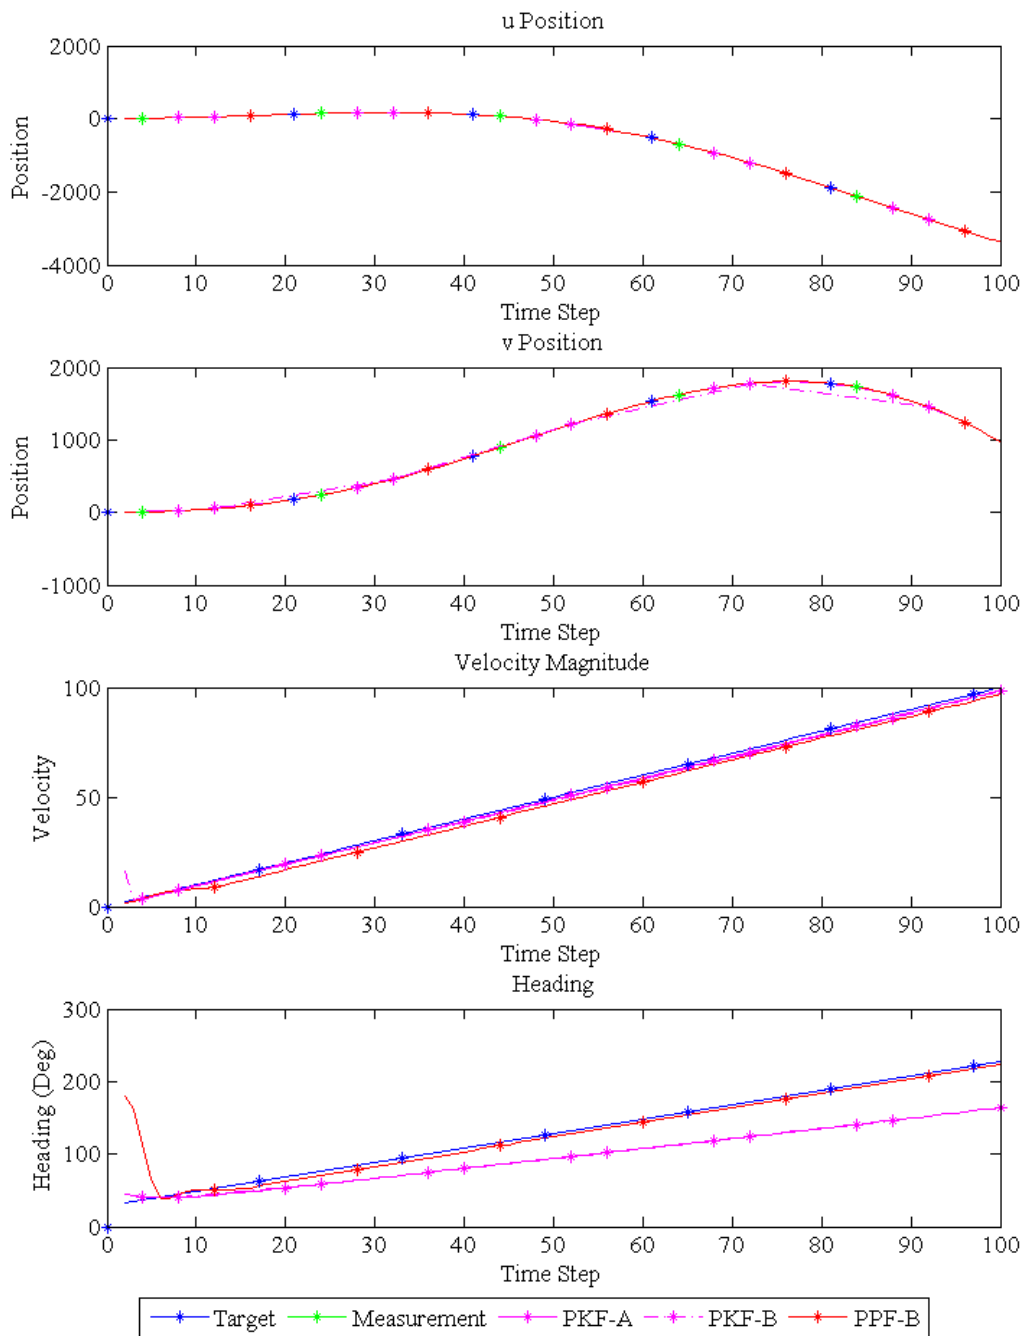 u Position
2000
0
-2000
-4000
Position
0 10 20 30 40 50 60 70 80 90 100
Time Step
v Position
2000
1000
0
-1000
Position
0 10 20 30 40 50 60 70 80 90 100
Time Step
Velocity Magnitude
100
50
0
Velocity
0 10 20 30 40 50 60 70 80 90 100
Time Step
Heading
300
200
100
0
Heading (Deg)
0 10 20 30 40 50 60 70 80 90 100
Time Step
Target Measurement PKF-A PKF-B PPF-B